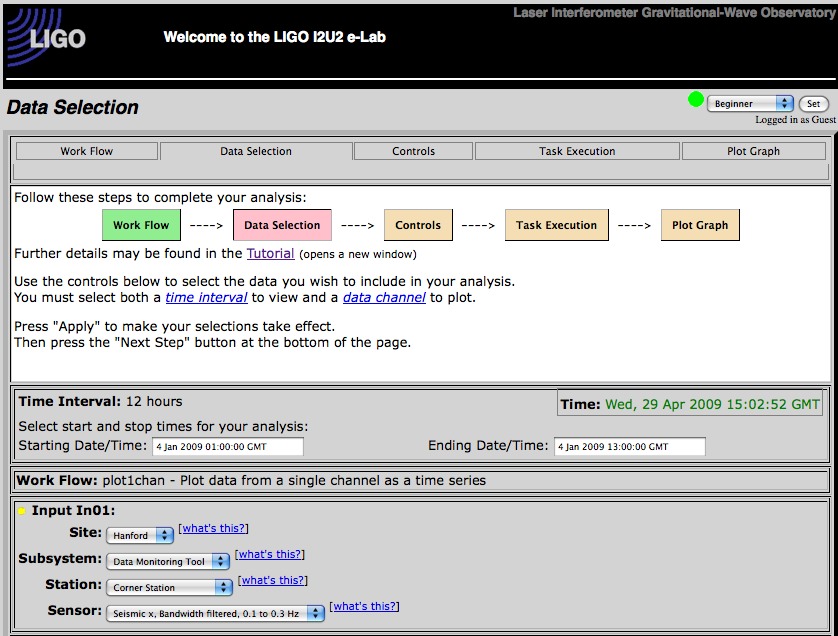 Laser Interferometer Gravitational-Wave Observatory
LIGO
Welcome to the LIGO I2U2 e-Lab
Data Selection
Beginner
Set
Logged in as Guest
Work Flow
Data Selection
Controls
Task Execution
Plot Graph
Follow these steps to complete your analysis:
Work Flow ----> Data Selection ----> Controls ----> Task Execution ----> Plot Graph
Further details may be found in the Tutorial (opens a new window)
Use the controls below to select the data you wish to include in your analysis.
You must select both a time interval to view and a data channel to plot.
Press "Apply" to make your selections take effect.
Then press the "Next Step" button at the bottom of the page.
Time Interval: 12 hours
Time: Wed, 29 Apr 2009 15:02:52 GMT
Select start and stop times for your analysis:
Starting Date/Time: 4 Jan 2009 01:00:00 GMT
Ending Date/Time: 4 Jan 2009 13:00:00 GMT
Work Flow: plot1chan - Plot data from a single channel as a time series
Input In01:
Site: Hanford [what's this?]
Subsystem: Data Monitoring Tool [what's this?]
Station: Corner Station [what's this?]
Sensor: Seismic x, Bandwidth filtered, 0.1 to 0.3 Hz [what's this?]